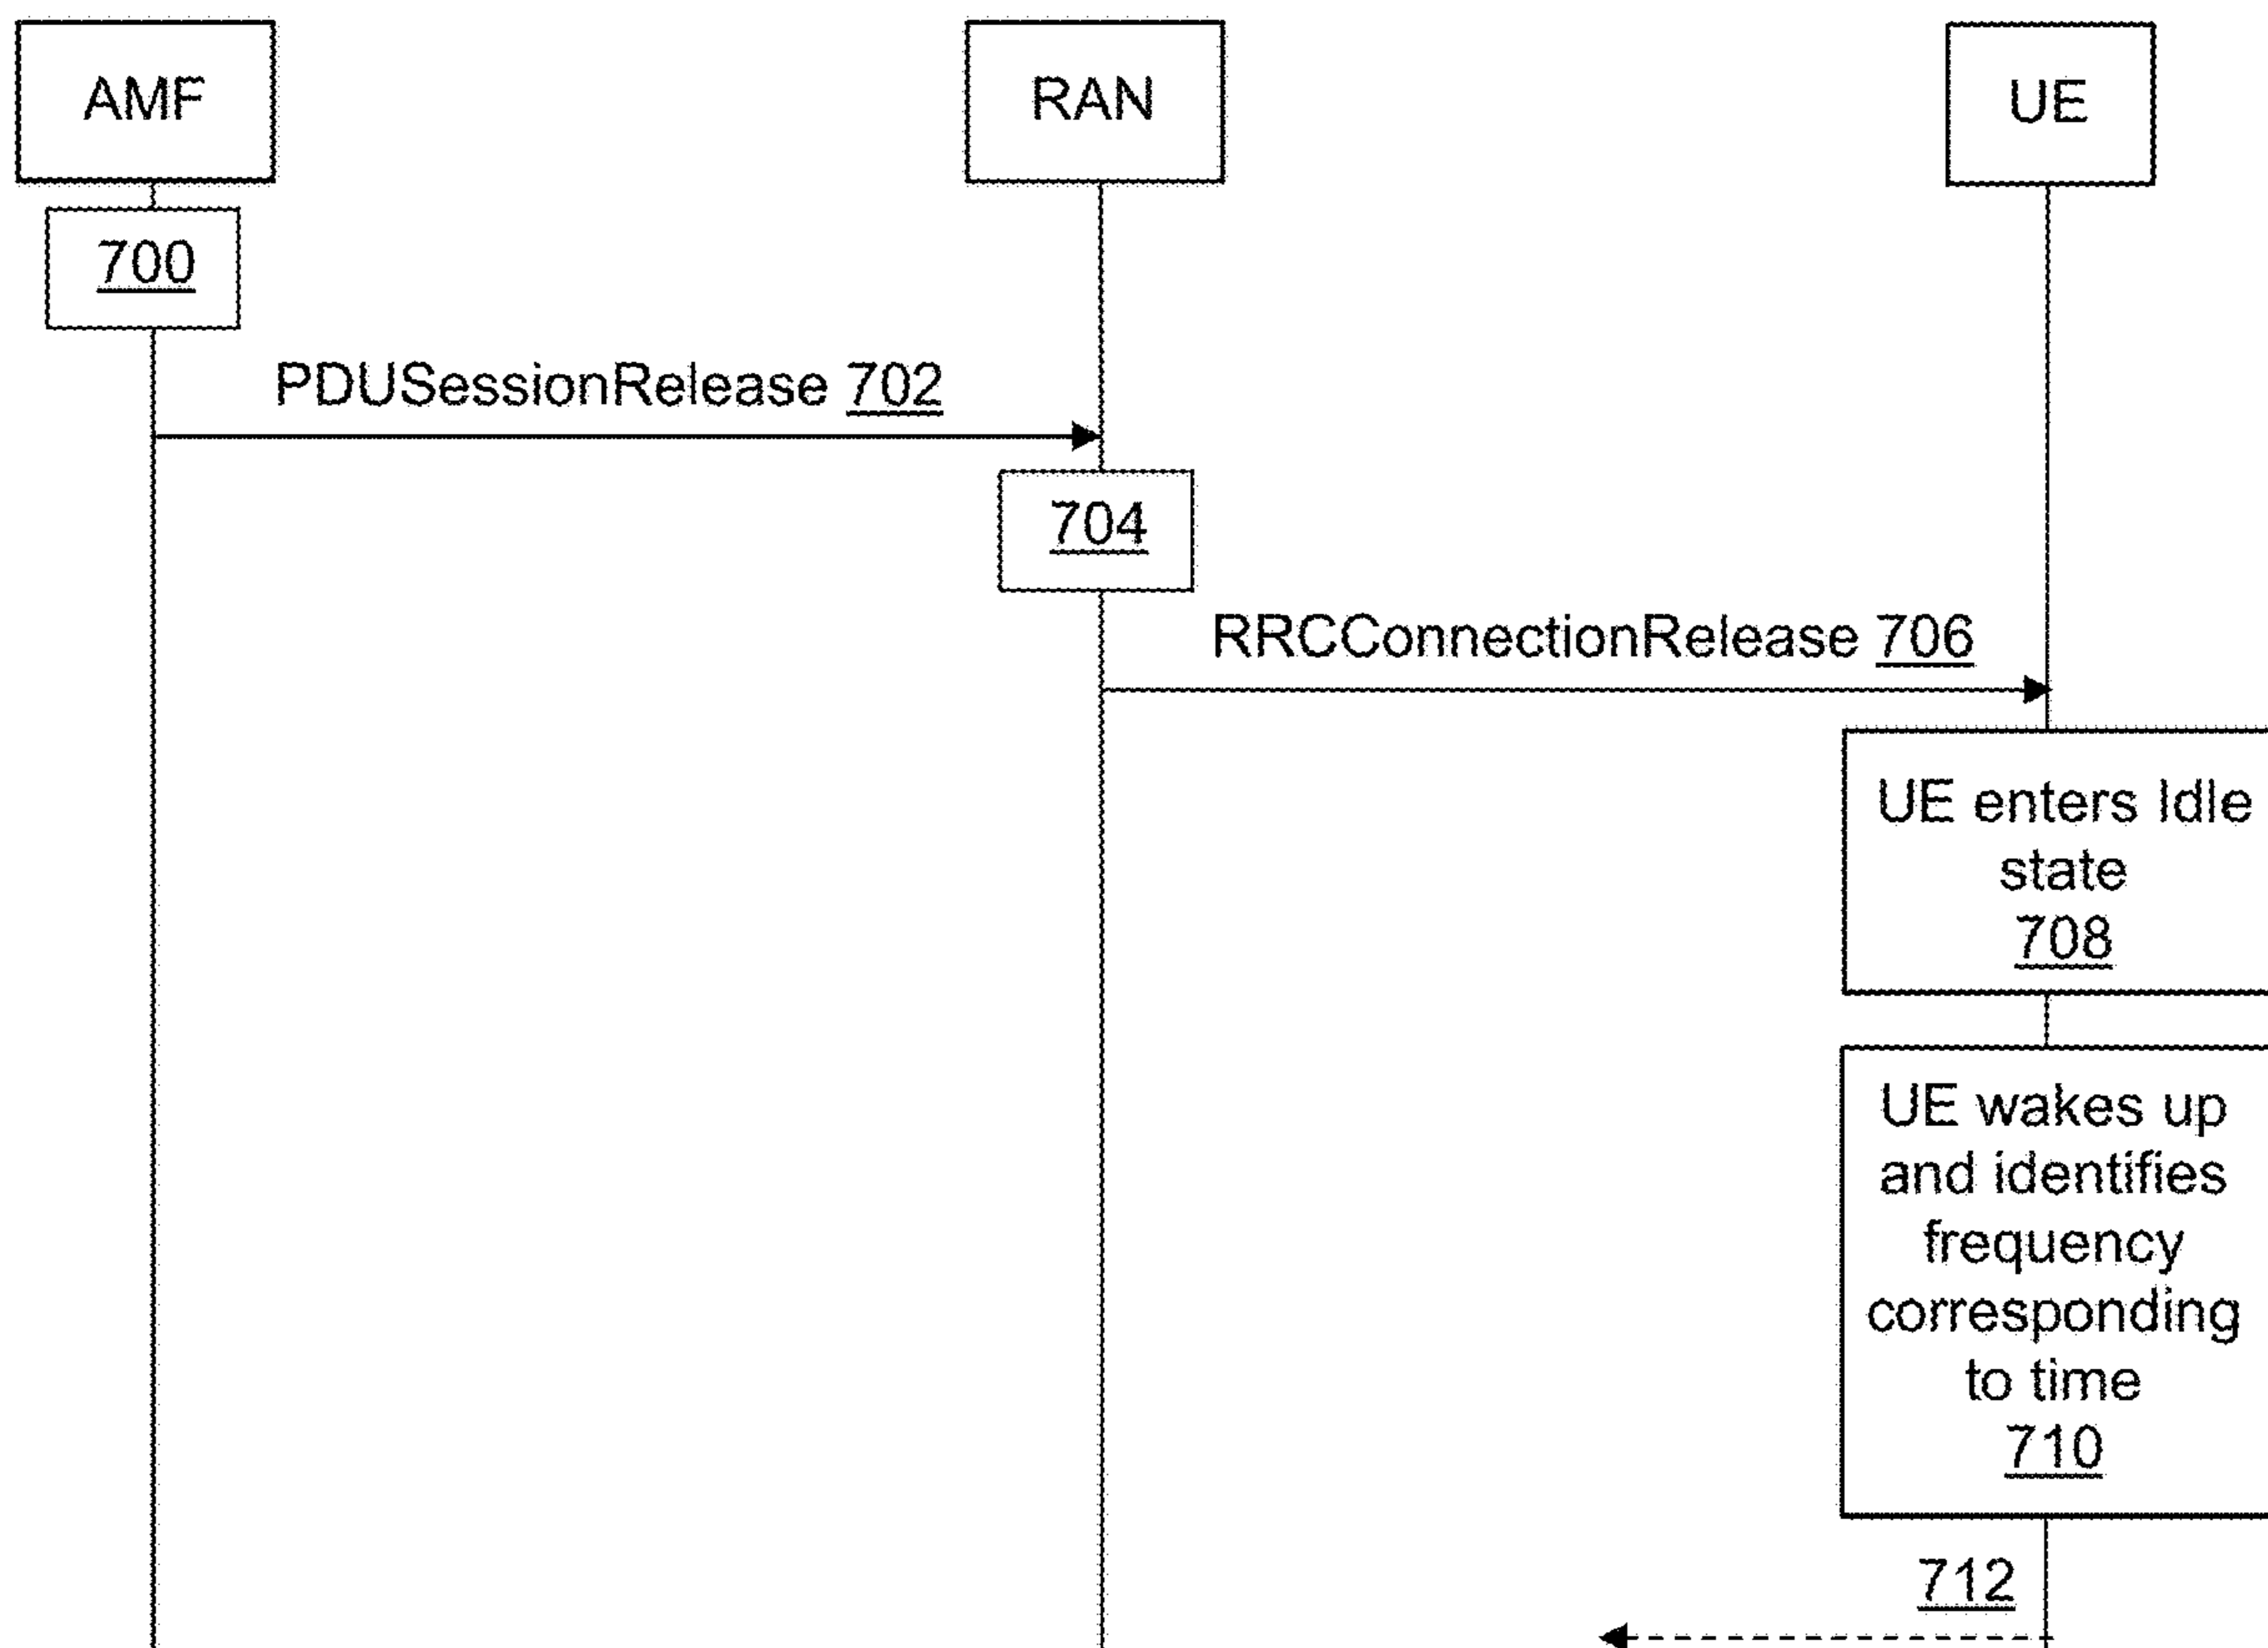 AMF
RAN
UE
700
PDUSessionRelease 702
704
RRCConnectionRelease 706
UE enters Idle
state
708
UE wakes up
and identifies
frequency
corresponding
to time
710
712